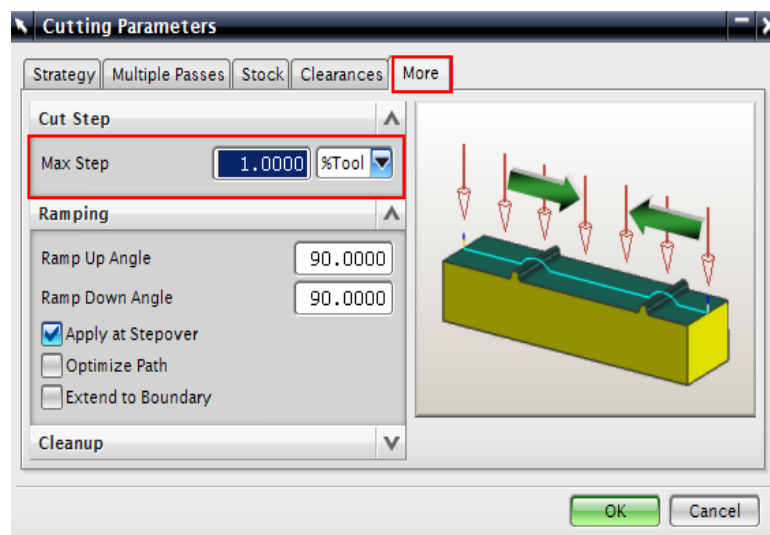 Cutting Parameters
Strategy Multiple Passes Stock Clearances More
Cut Step
Max Step 1.0000 %Tool
Ramping
Ramp Up Angle 90.0000
Ramp Down Angle 90.0000
Apply at Stepover
Optimize Path
Extend to Boundary
Cleanup
OK Cancel